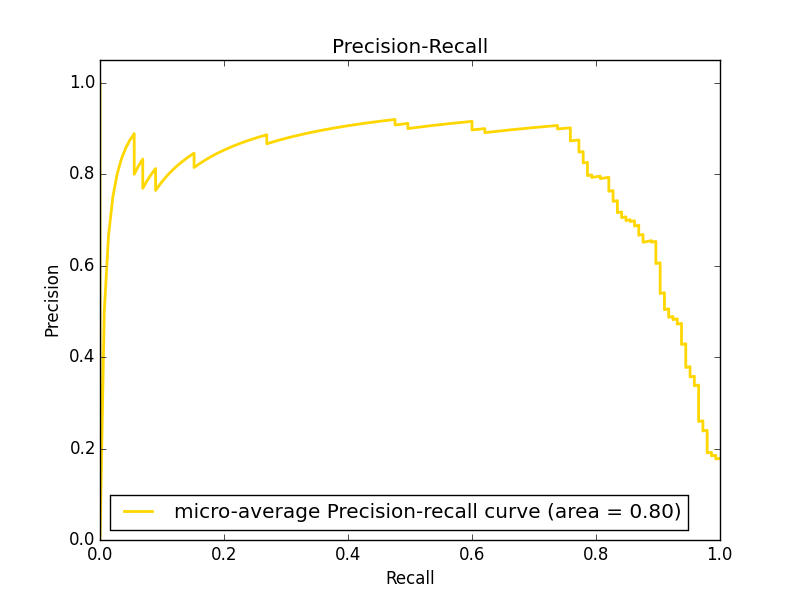 Precision-Recall
1.0
0.8
0.6
0.4
0.2
0.0
Precision
micro-average Precision-recall curve (area = 0.80)
0.0 0.2 0.4 0.6 0.8 1.0
Recall